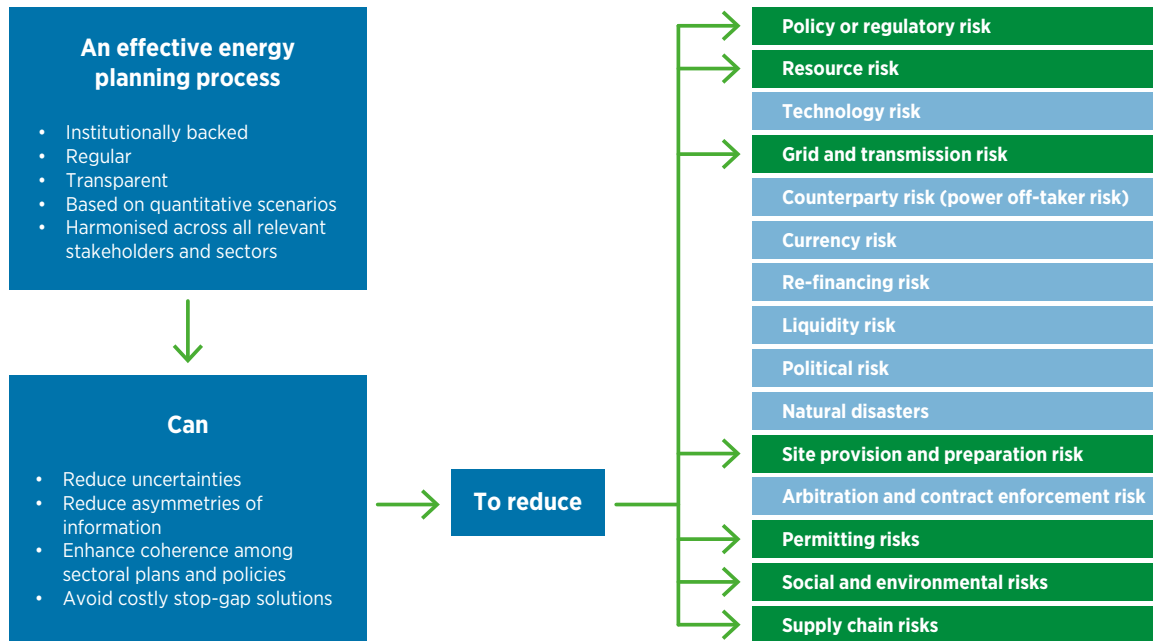 An effective energy
planning process
• Institutionally backed
• Regular
• Transparent
• Based on quantitative scenarios
• Harmonised across all relevant
stakeholders and sectors
Can
• Reduce uncertainties
• Reduce asymmetries of
information
• Enhance coherence among
sectoral plans and policies
• Avoid costly stop-gap solutions
To reduce
Policy or regulatory risk
Resource risk
Technology risk
Grid and transmission risk
Counterparty risk (power off-taker risk)
Currency risk
Re-financing risk
Liquidity risk
Political risk
Natural disasters
Site provision and preparation risk
Arbitration and contract enforcement risk
Permitting risks
Social and environmental risks
Supply chain risks